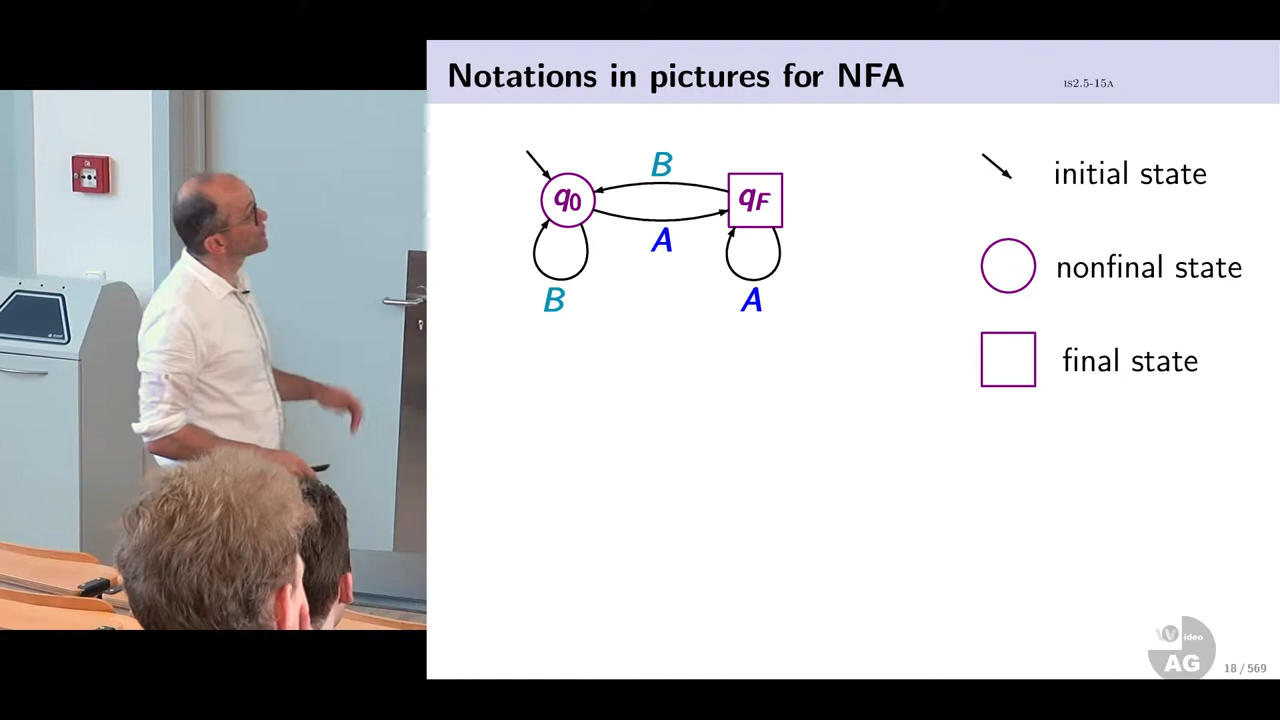 Notations in pictures for NFA
IS2.5-15A
B
q0
qF
A
B
A
initial state
nonfinal state
final state
video
AG
18 / 569